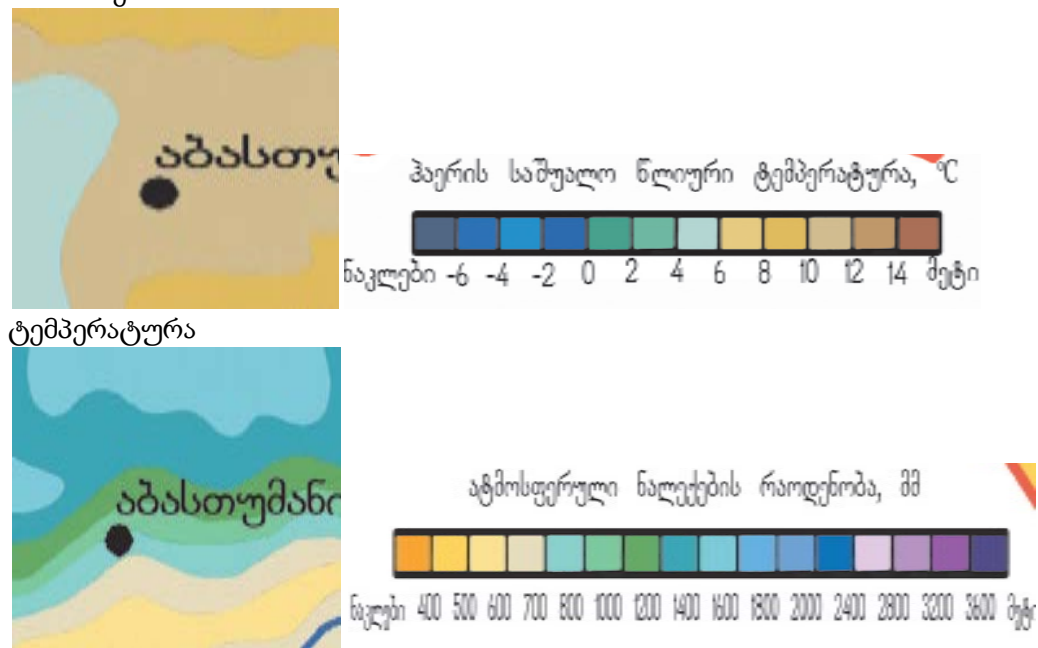 აბასთუ
ჰაერის საშუალო წლიური ტემპერატურა, °C
ნაკლები -6 -4 -2 0 2 4 6 8 10 12 14 მეტი
ტემპერატურა
აბასთუმანი
ატმოსფერული ნალექების რაოდენობა, მმ
ნაკლები 400 500 600 700 800 1000 1200 1400 1600 1800 2000 2400 2800 3200 3600 მეტი